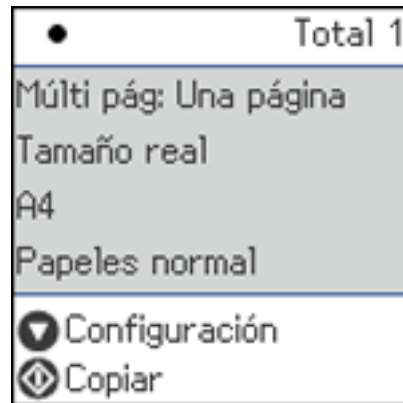 Total 1
Múlti pág: Una página
Tamaño real
A4
Papeles normal
Configuración
Copiar